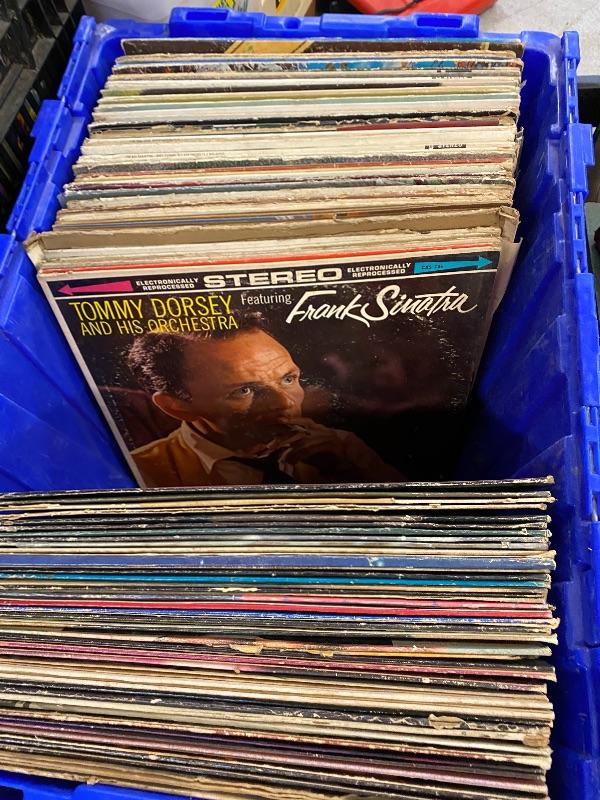 ELECTRONICALLY REPROCESSED STEREO ELECTRONICALLY REPROCESSED
TOMMY DORSEY Featuring Frank Sinatra
AND HIS ORCHESTRA